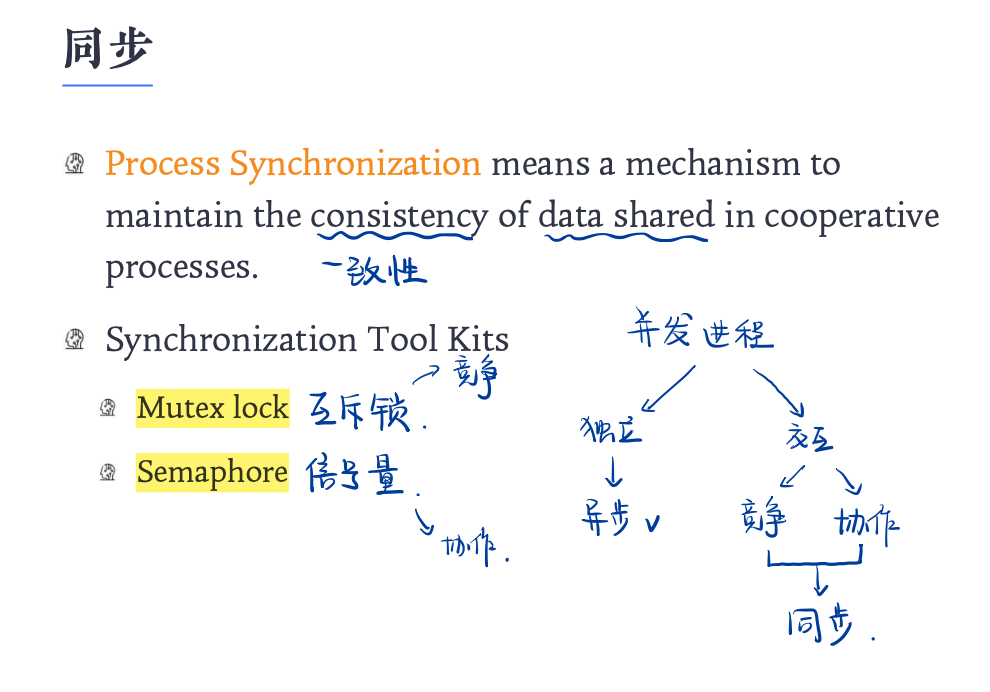 同步
Process Synchronization means a mechanism to
maintain the consistency of data shared in cooperative
processes.
一致性
Synchronization Tool Kits
Mutex lock 互斥锁.
竞争
Semaphore 信号量.
协作.
并发进程
独立 交互
异步 竞争 协作
同步.